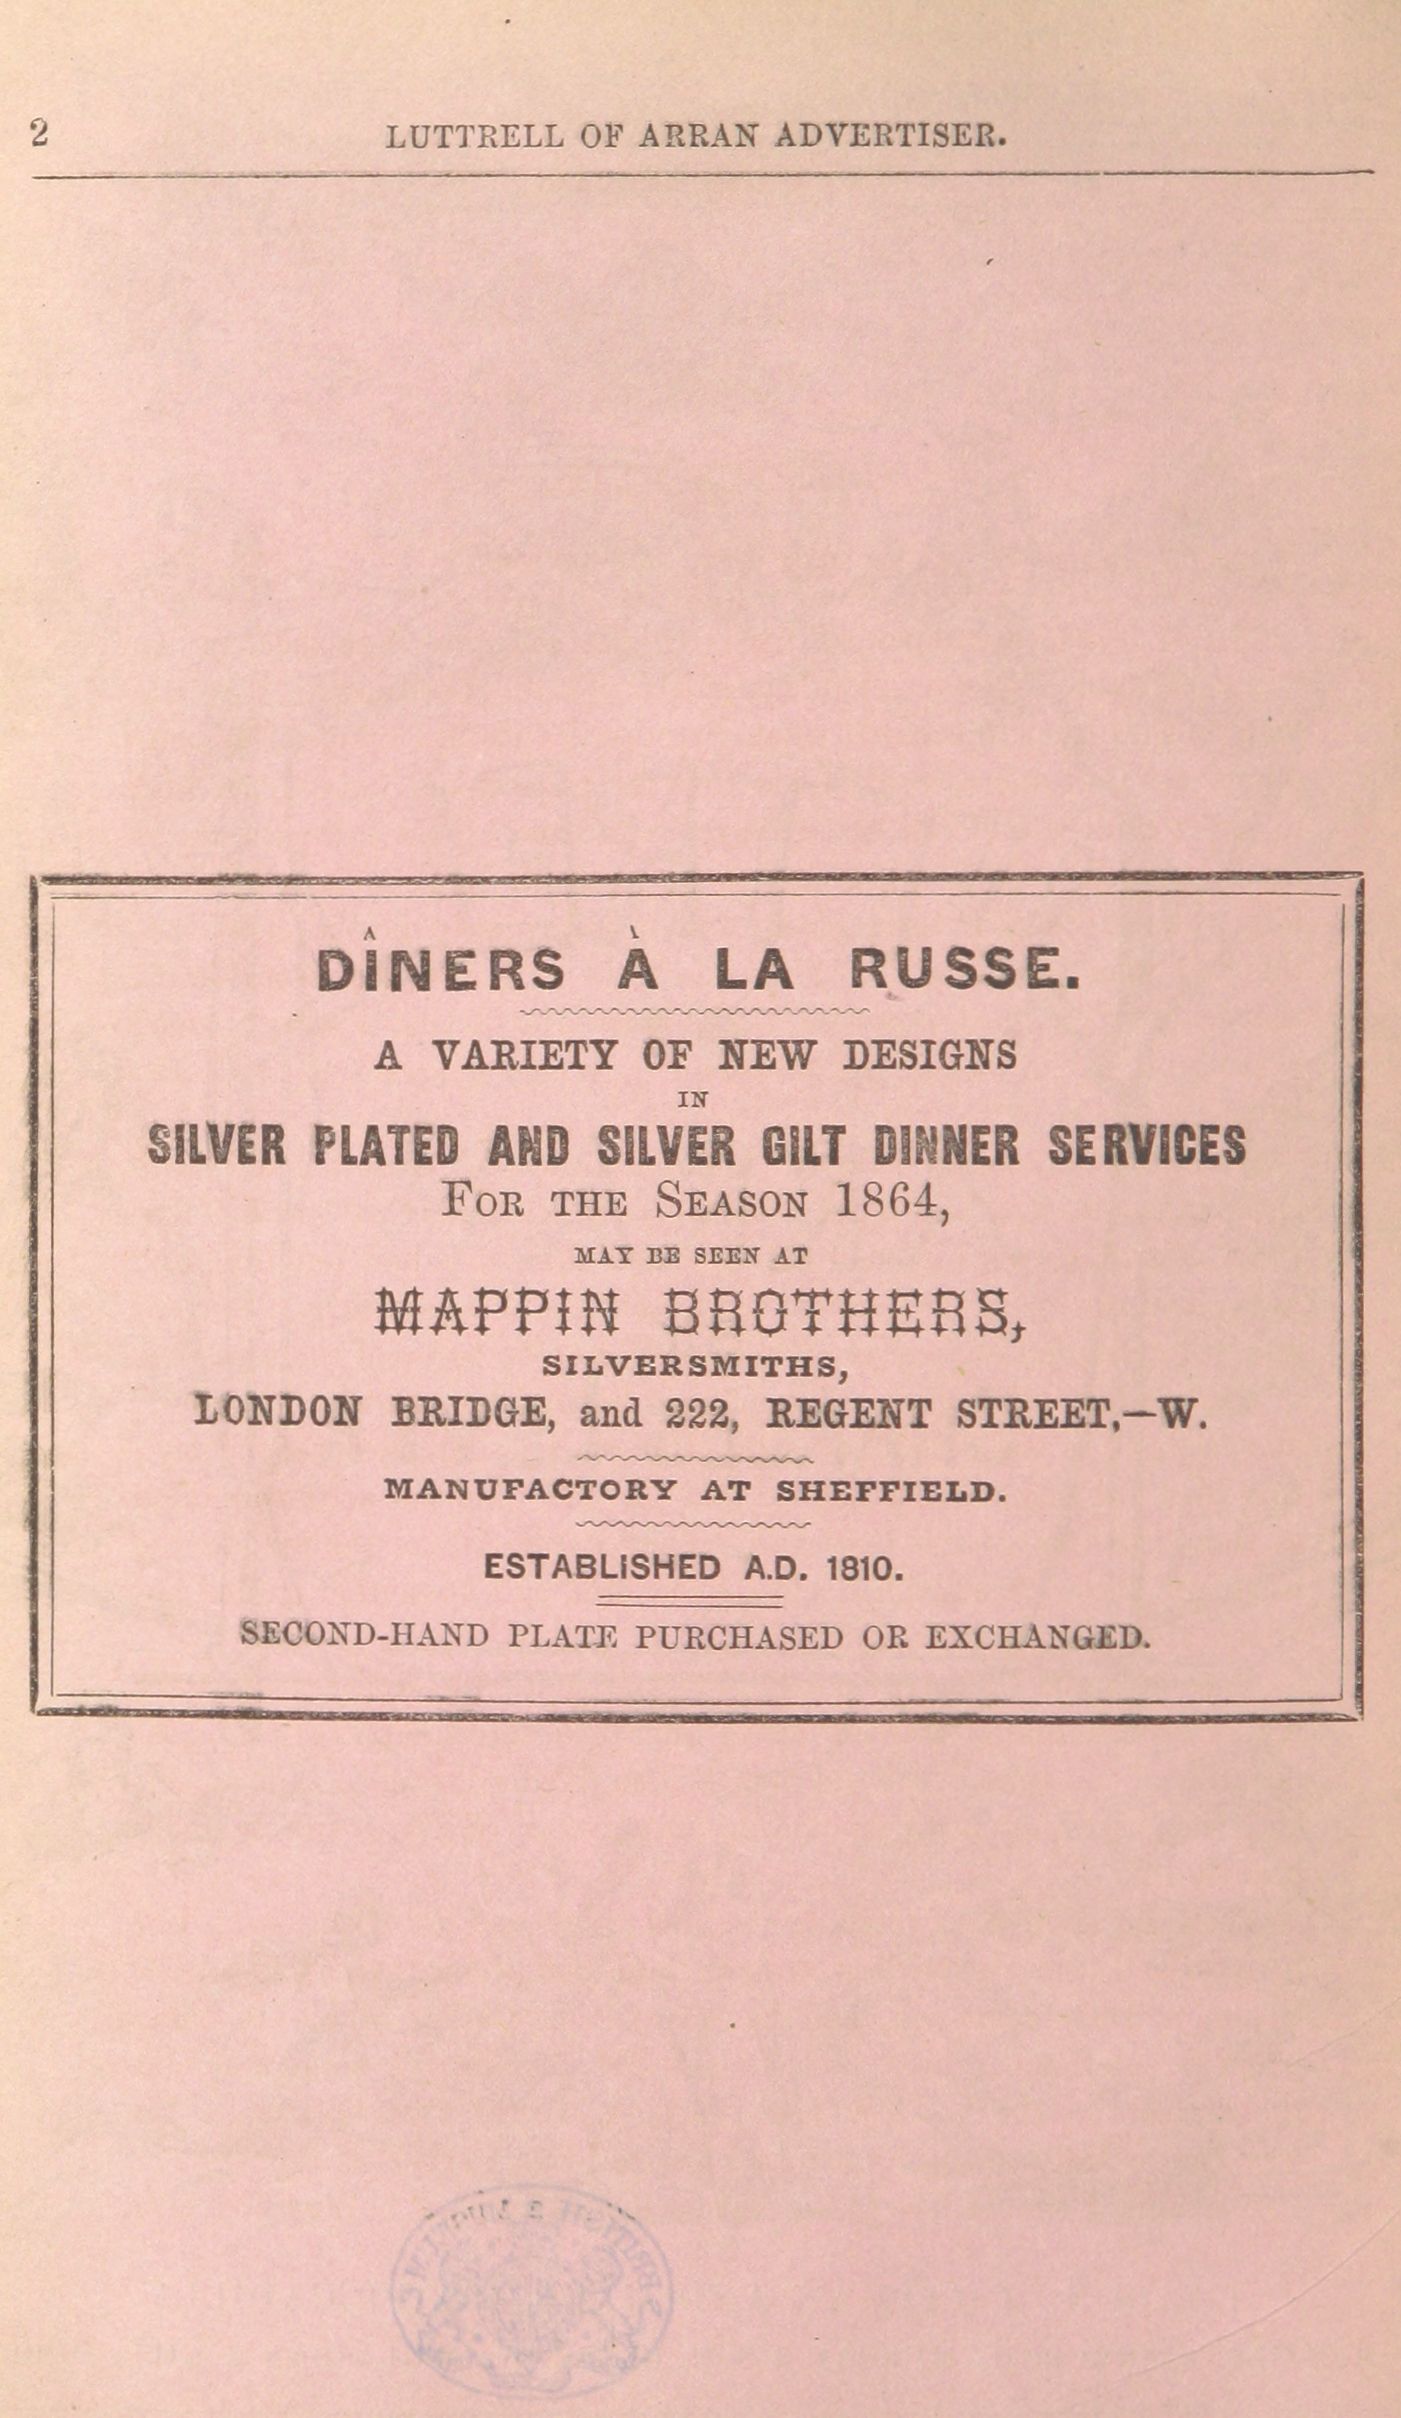 2
LUTTRELL OF ARRAN ADVERTISER.
DÎNERS À LA RUSSE.
A VARIETY OF NEW DESIGNS
IN
SILVER PLATED AND SILVER GILT DINNER SERVICES
FOR THE SEASON 1864,
MAY BE SEEN AT
MAPPIN BROTHERS,
SILVERSMITHS,
LONDON BRIDGE, and 222, REGENT STREET,—W.
MANUFACTORY AT SHEFFIELD.
ESTABLISHED A.D. 1810.
SECOND-HAND PLATE PURCHASED OR EXCHANGED.